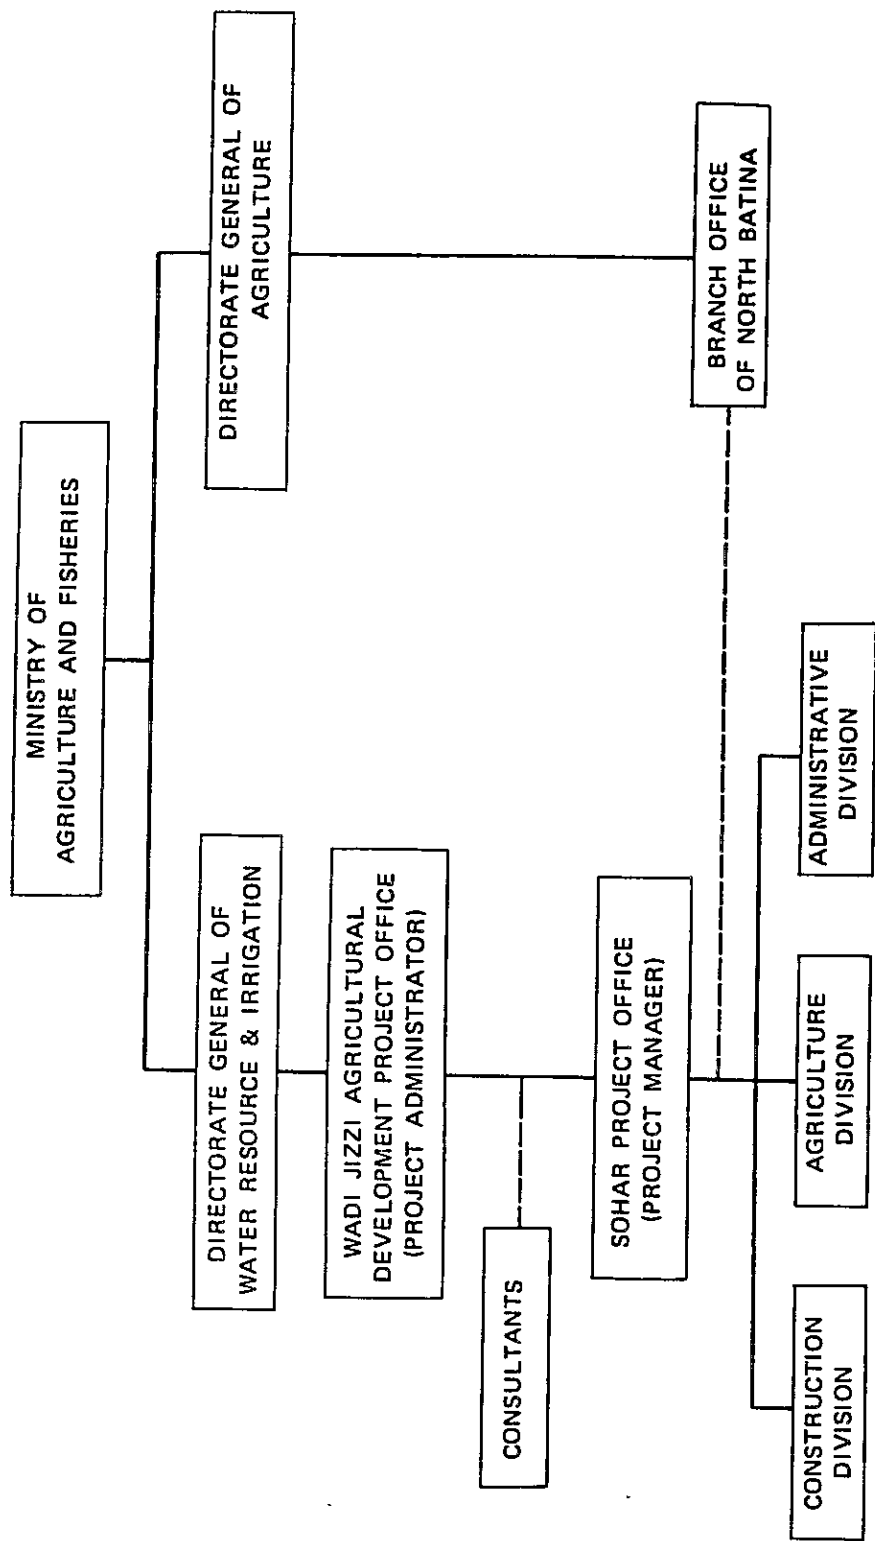 MINISTRY OF
AGRICULTURE AND FISHERIES
DIRECTORATE GENERAL OF
WATER RESOURCE & IRRIGATION
DIRECTORATE GENERAL OF
AGRICULTURE
WADI JIZZI AGRICULTURAL
DEVELOPMENT PROJECT OFFICE
(PROJECT ADMINISTRATOR)
CONSULTANTS
SOHAR PROJECT OFFICE
(PROJECT MANAGER)
BRANCH OFFICE
OF NORTH BATINA
CONSTRUCTION
DIVISION
AGRICULTURE
DIVISION
ADMINISTRATIVE
DIVISION